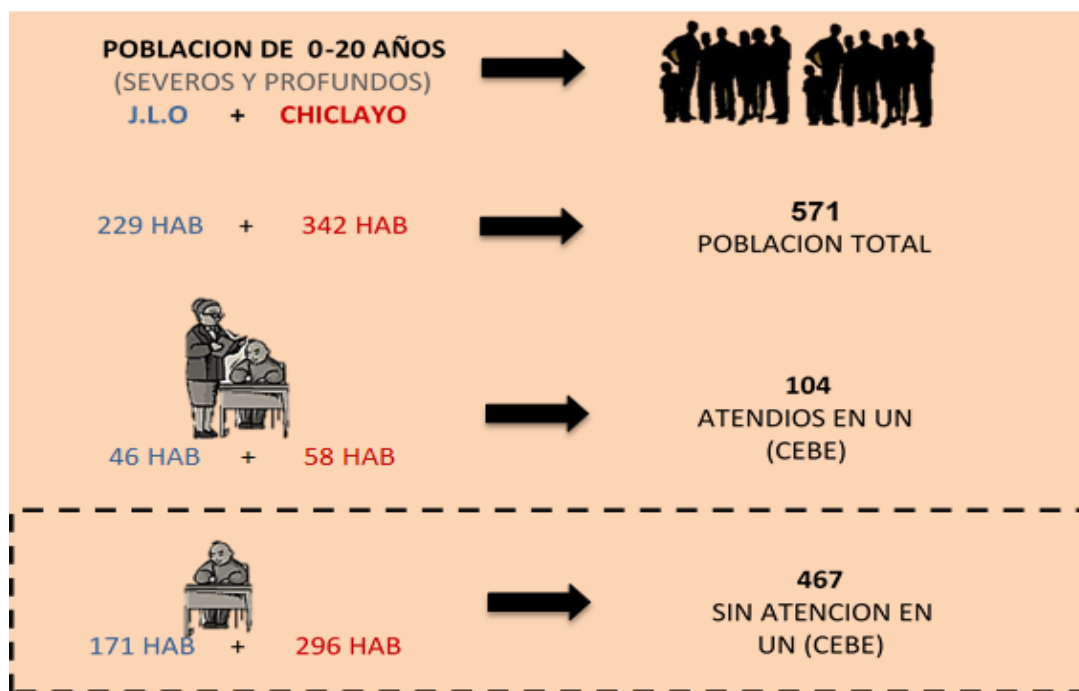 POBLACION DE 0-20 AÑOS
(SEVEROS Y PROFUNDOS)
J.L.O + CHICLAYO
229 HAB + 342 HAB
571
POBLACION TOTAL
46 HAB + 58 HAB
104
ATENDIOS EN UN
(CEBE)
171 HAB + 296 HAB
467
SIN ATENCION EN
UN (CEBE)